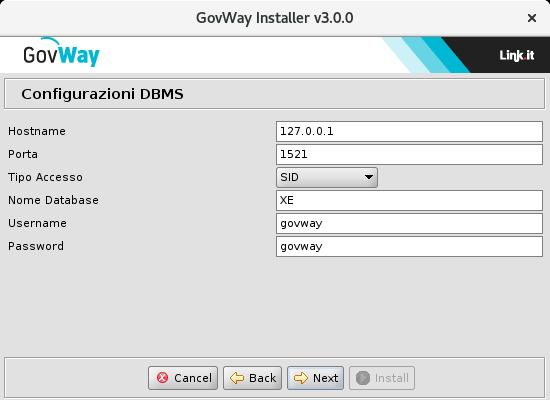 GovWay Installer v3.0.0
GovWay
Link.it
Configurazioni DBMS
Hostname 127.0.0.1
Porta 1521
Tipo Accesso SID
Nome Database XE
Username govway
Password govway
Cancel Back Next Install